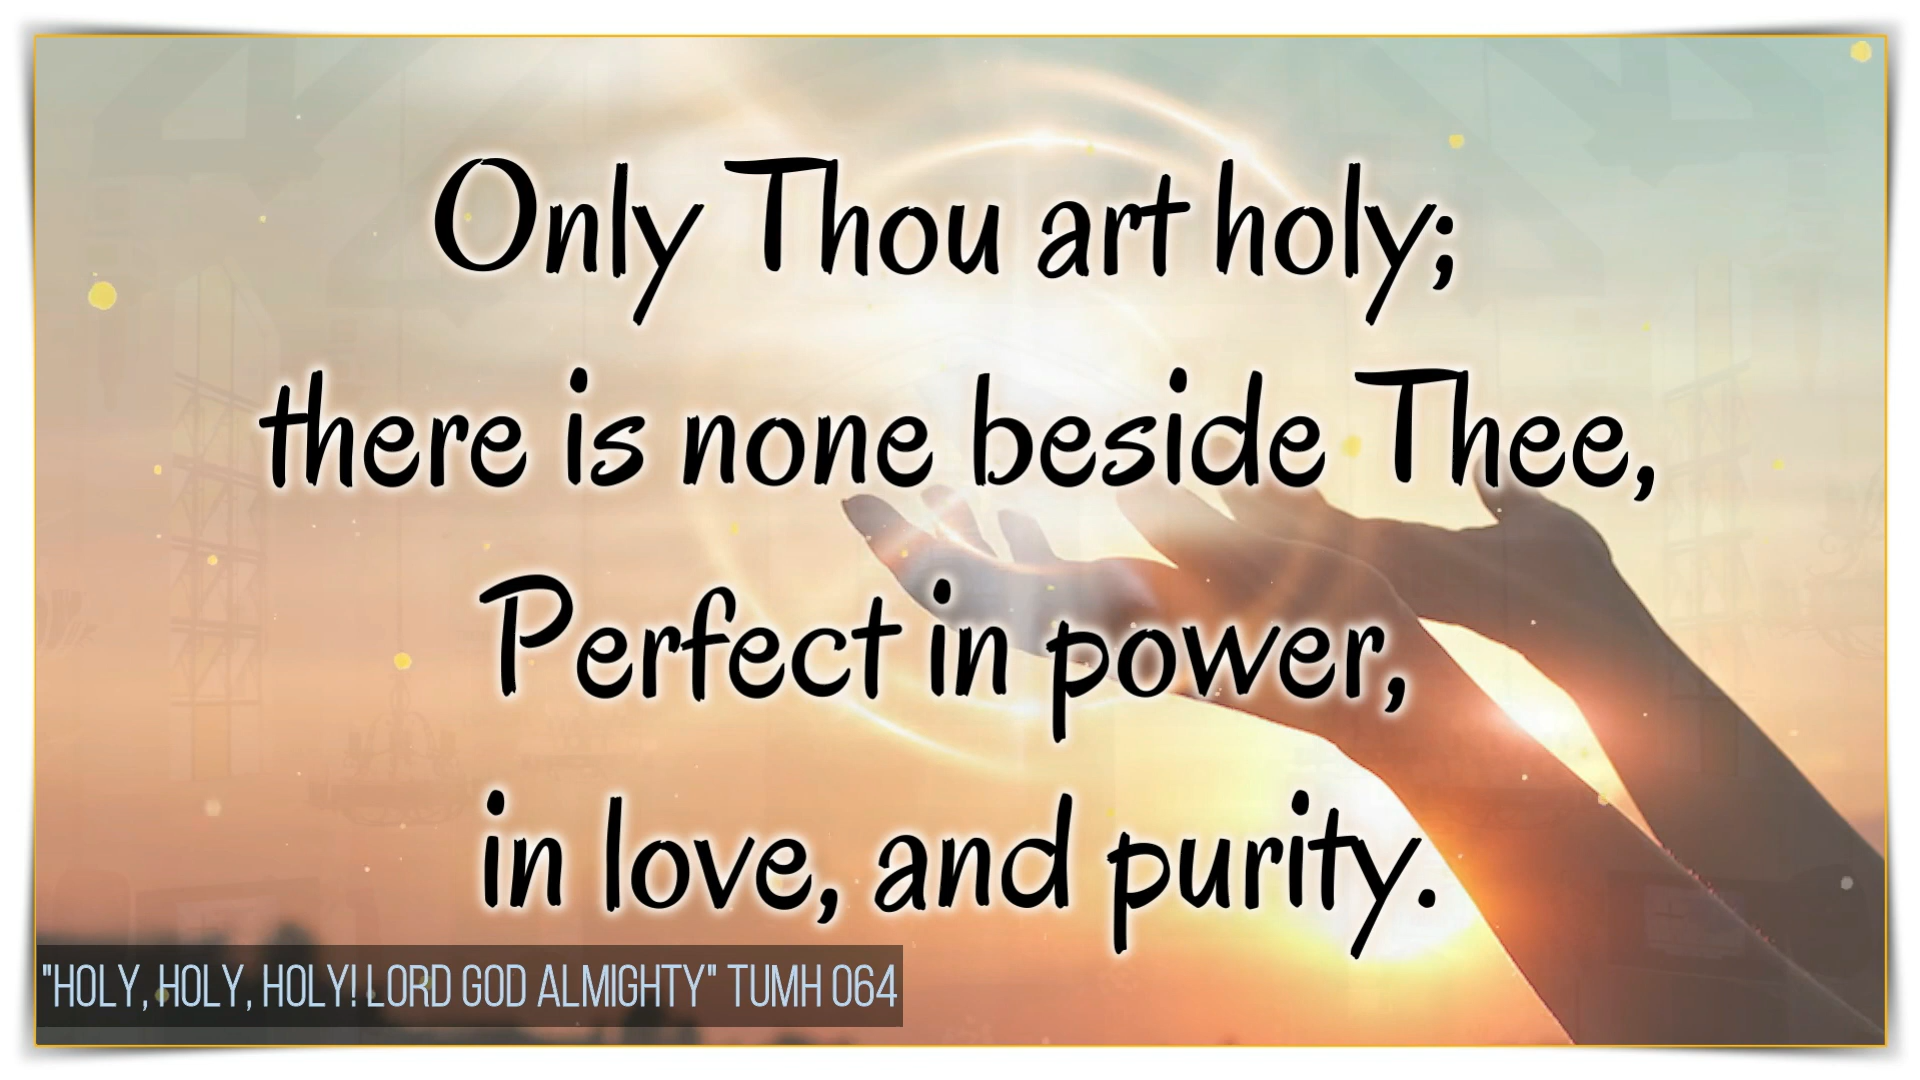 Only Thou art holy;
there is none beside Thee,
Perfect in power,
in love, and purity.
"HOLY, HOLY, HOLY! LORD GOD ALMIGHTY" TUMH 064